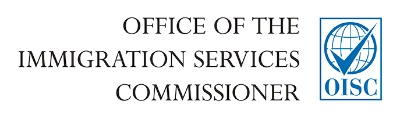 OFFICE OF THE
IMMIGRATION SERVICES
COMMISSIONER
OISC